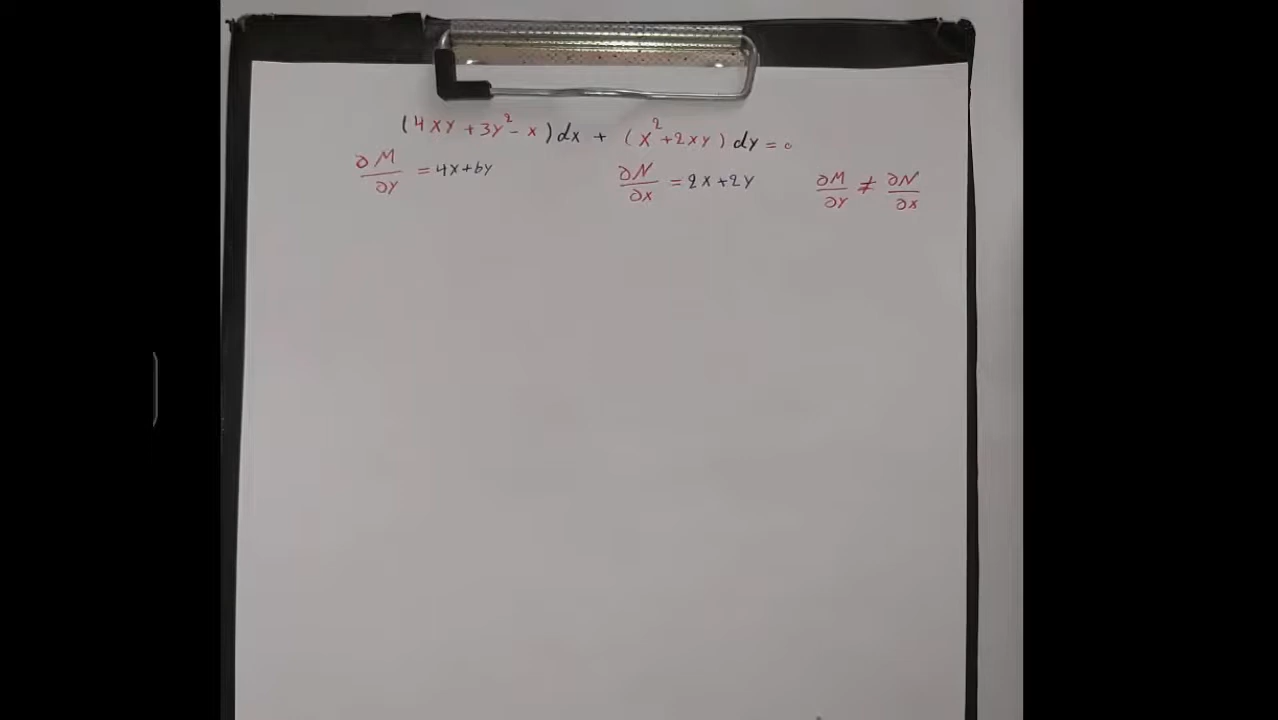 (4xy + 3y² - x) dx + (x² + 2xy) dy = 0
∂M/∂y = 4x + 6y ∂N/∂x = 2x + 2y ∂M/∂y ≠ ∂N/∂x